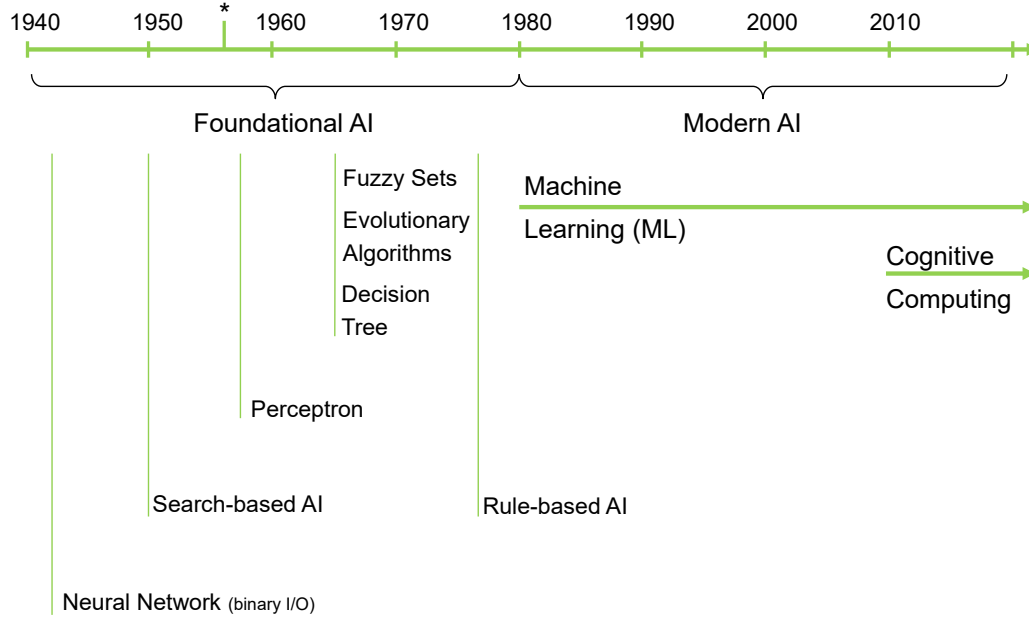 *
1940 1950 1960 1970 1980 1990 2000 2010
Foundational AI Modern AI
Fuzzy Sets
Evolutionary
Algorithms
Decision
Tree
Machine
Learning (ML)
Cognitive
Computing
Perceptron
Search-based AI
Rule-based AI
Neural Network (binary I/O)